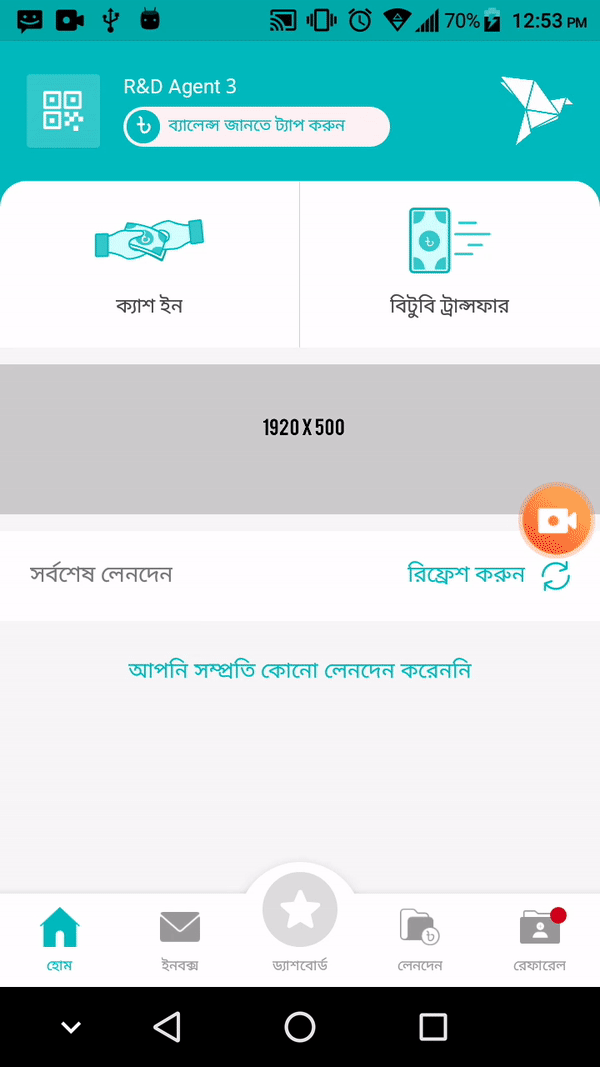 70% 12:53 PM
R&D Agent 3
৳ ব্যালেন্স জানতে ট্যাপ করুন
ক্যাশ ইন
বিটুবি ট্রান্সফার
1920 X 500
সর্বশেষ লেনদেন
রিফ্রেশ করুন
আপনি সম্প্রতি কোনো লেনদেন করেননি
হোম
ইনবক্স
ড্যাশবোর্ড
লেনদেন
রেফারেল